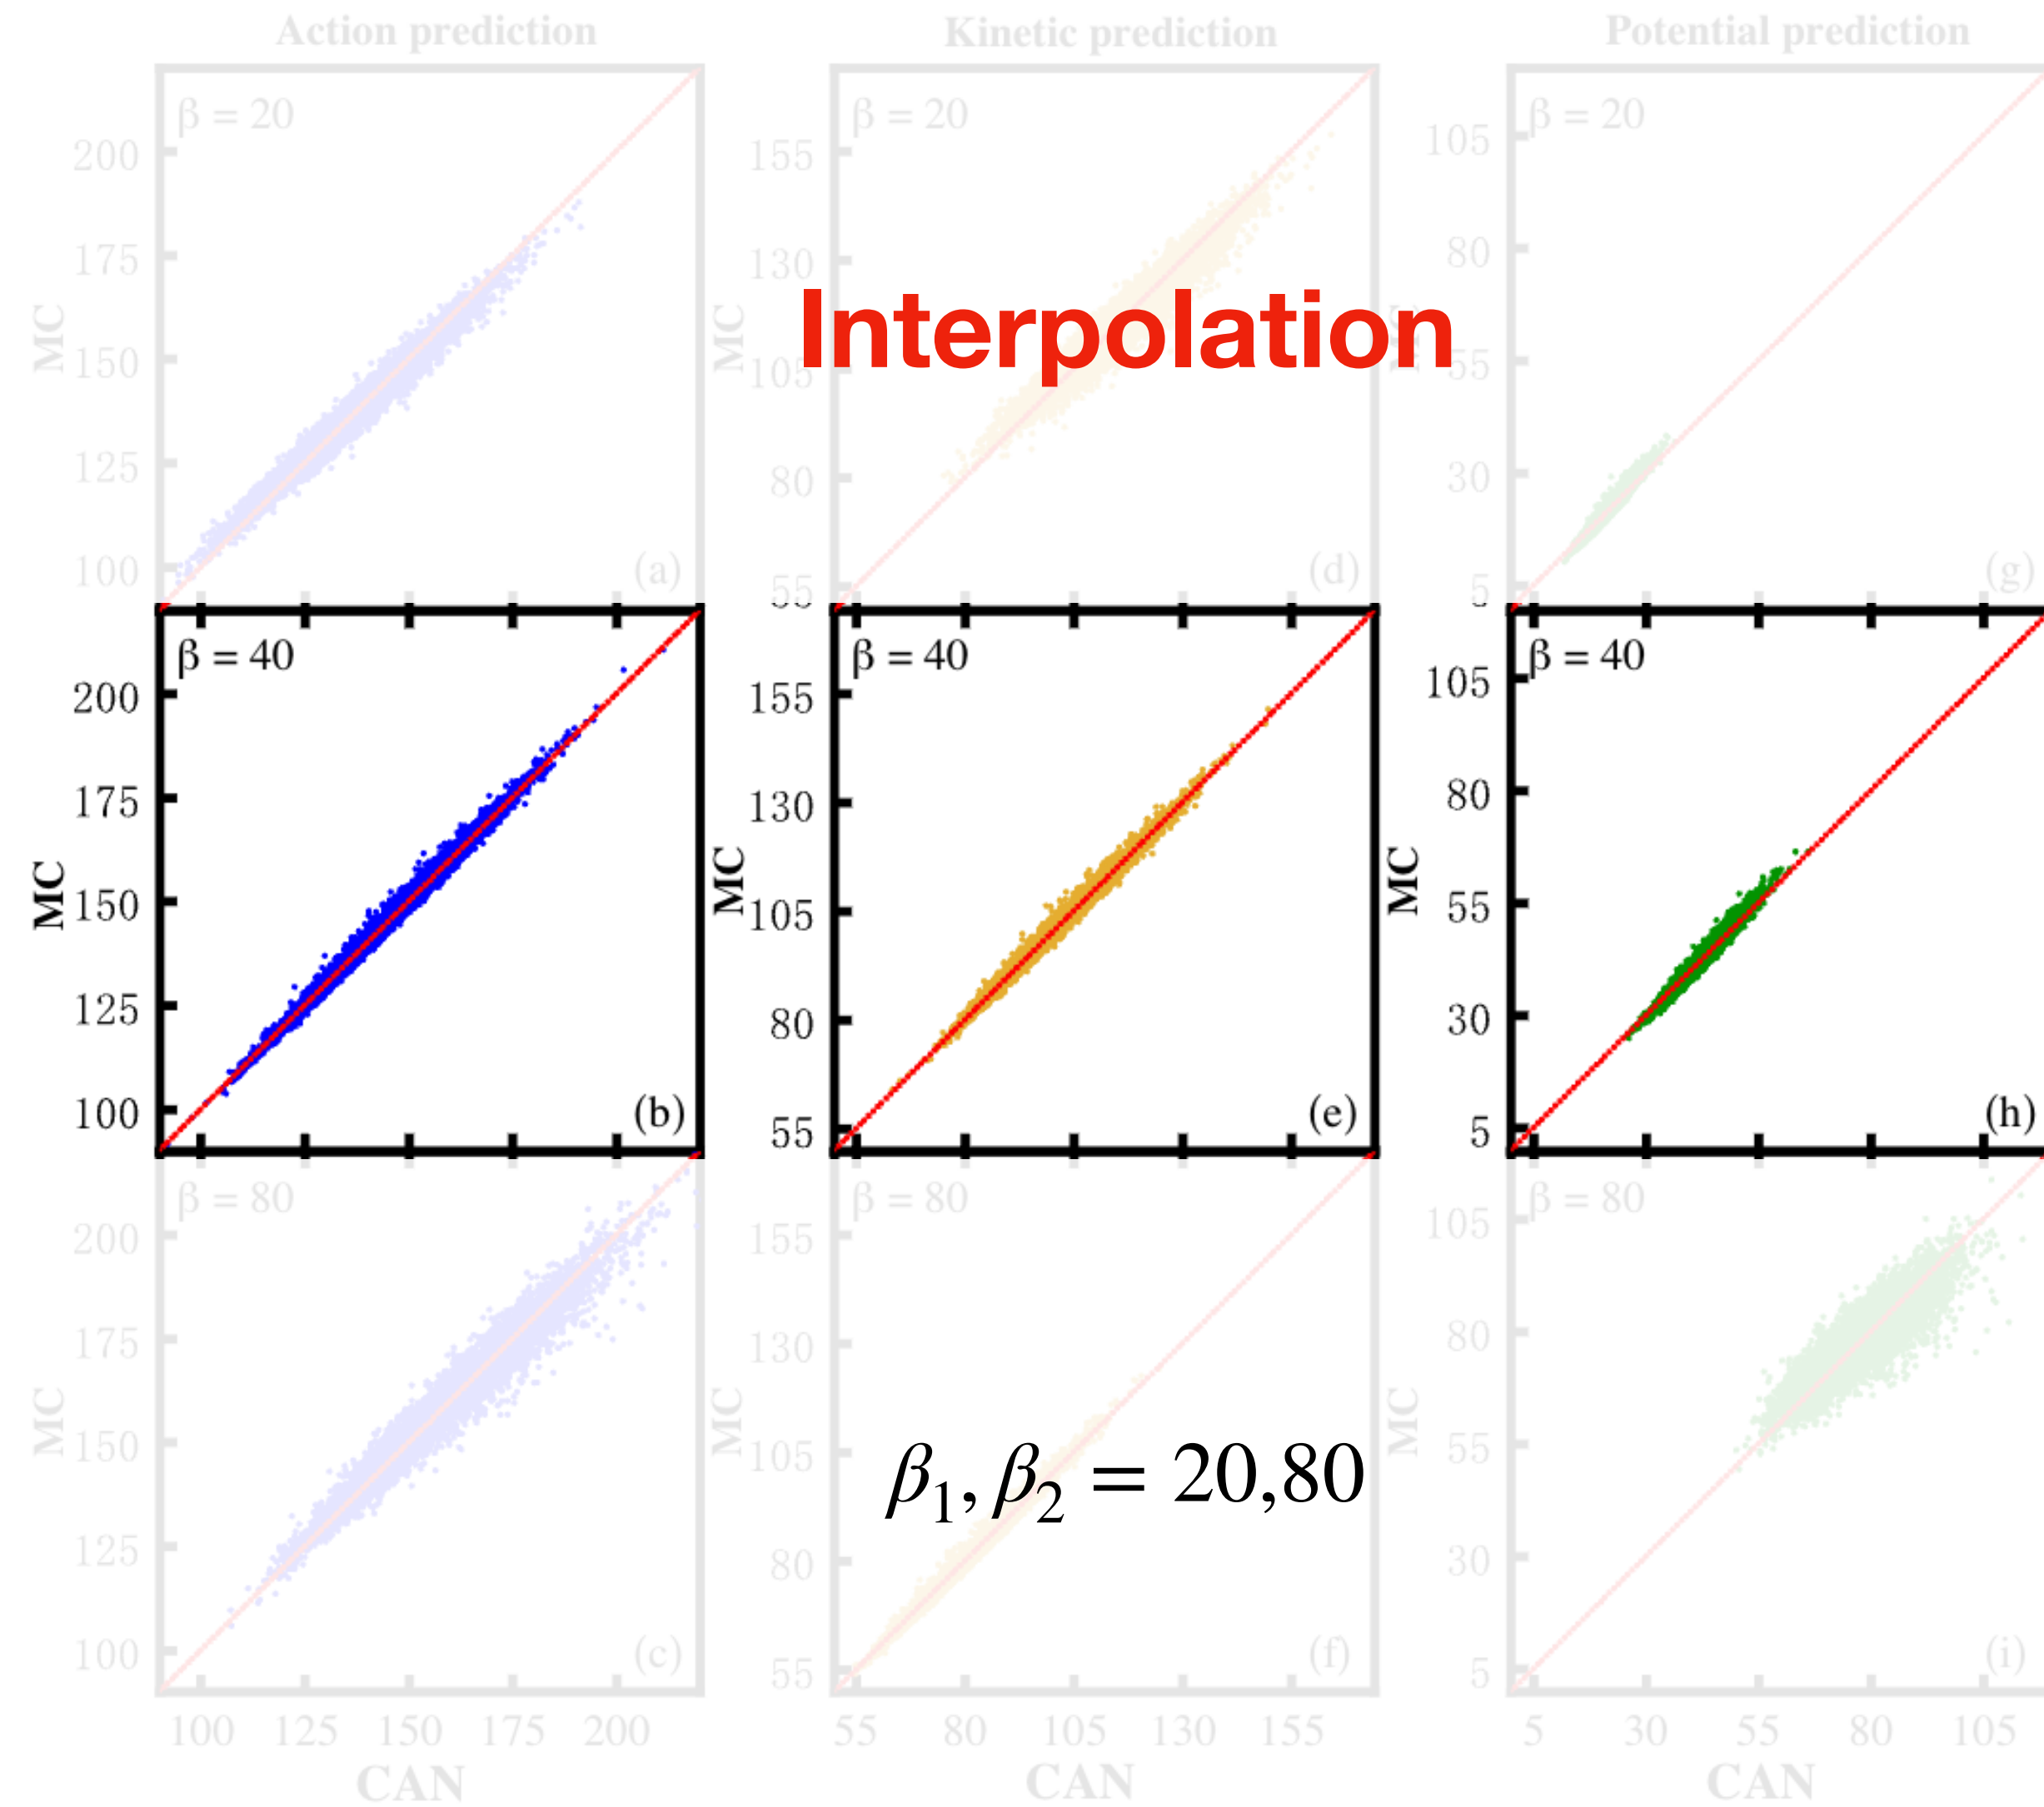 Action prediction
Kinetic prediction
Potential prediction
β = 20
200
175
150
125
100
MC
(a)
β = 20
155
130
105
80
55
MC
(d)
β = 20
105
80
55
30
5
MC
(g)
Interpolation
β = 40
200
175
150
125
100
MC
(b)
β = 40
155
130
105
80
55
MC
(e)
β = 40
105
80
55
30
5
MC
(h)
β = 80
200
175
150
125
100
MC
(c)
β = 80
155
130
105
80
55
MC
(f)
β = 80
105
80
55
30
5
MC
(i)
β₁, β₂ = 20,80
100 125 150 175 200
CAN
55 80 105 130 155
CAN
5 30 55 80 105
CAN